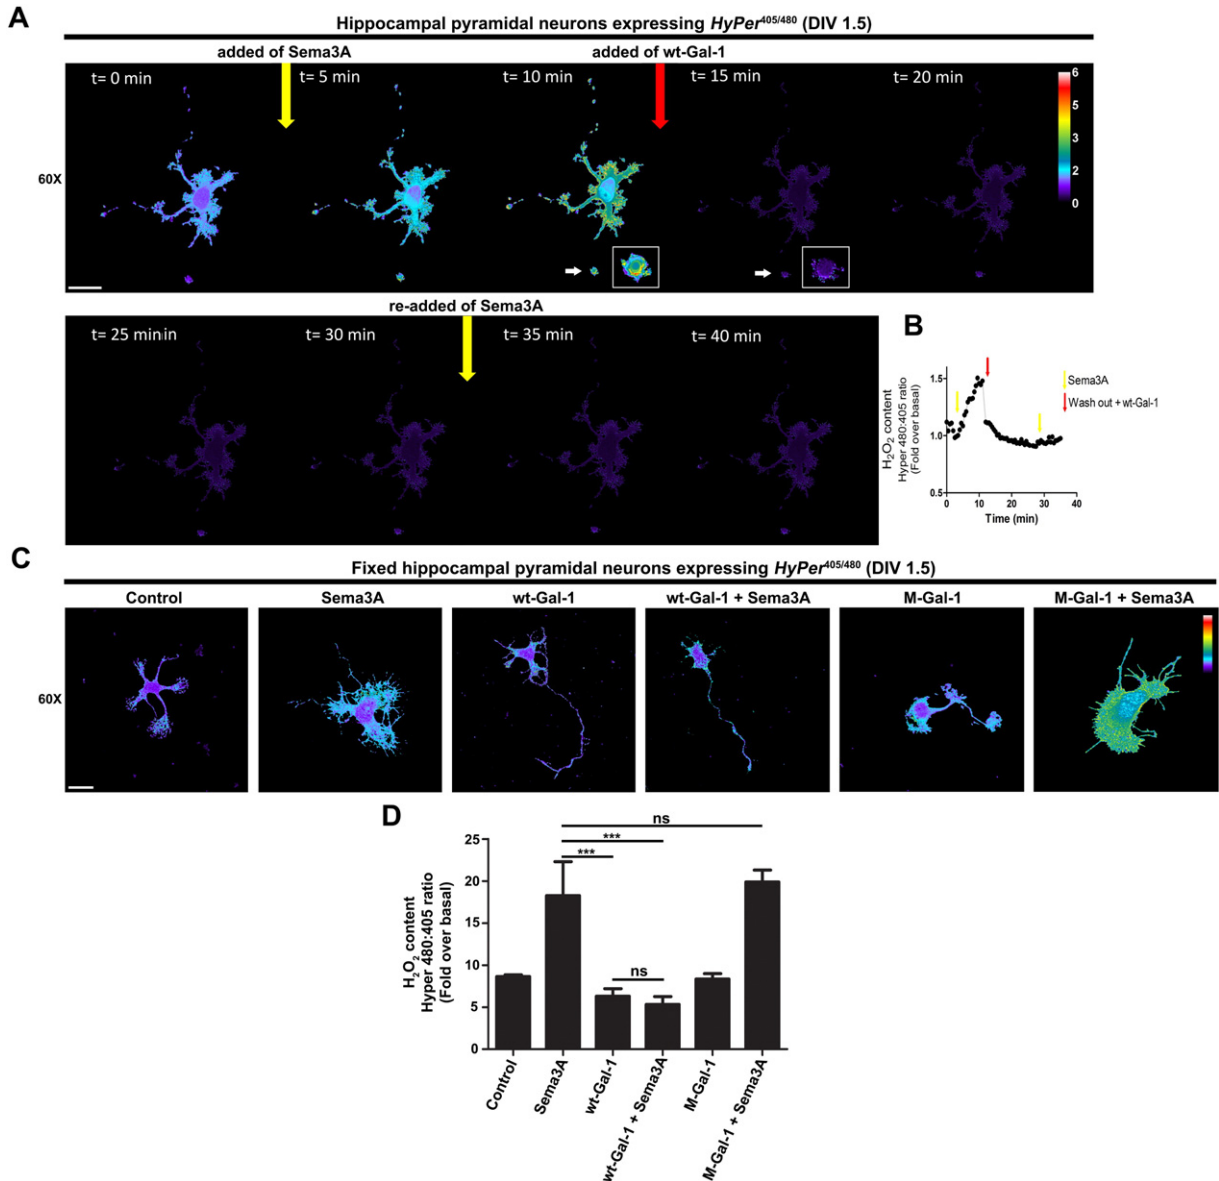 A
Hippocampal pyramidal neurons expressing HyPer405/480 (DIV 1.5)
added of Sema3A
added of wt-Gal-1
t= 0 min
t= 5 min
t= 10 min
t= 15 min
t= 20 min
60X
6
5
3
2
0
re-added of Sema3A
t= 25 minin
t= 30 min
t= 35 min
t= 40 min
B
H2O2 content
Hyper 480:405 ratio
(Fold over basal)
1.5
1.0
0.5
0
10
20
30
40
Time (min)
Sema3A
Wash out + wt-Gal-1
C
Fixed hippocampal pyramidal neurons expressing HyPer405/480 (DIV 1.5)
Control
Sema3A
wt-Gal-1
wt-Gal-1 + Sema3A
M-Gal-1
M-Gal-1 + Sema3A
60X
D
H2O2 content
Hyper 480:405 ratio
(Fold over basal)
25
20
15
10
5
0
ns
***
***
ns
Control
Sema3A
wt-Gal-1
wt-Gal-1 + Sema3A
M-Gal-1
M-Gal-1 + Sema3A